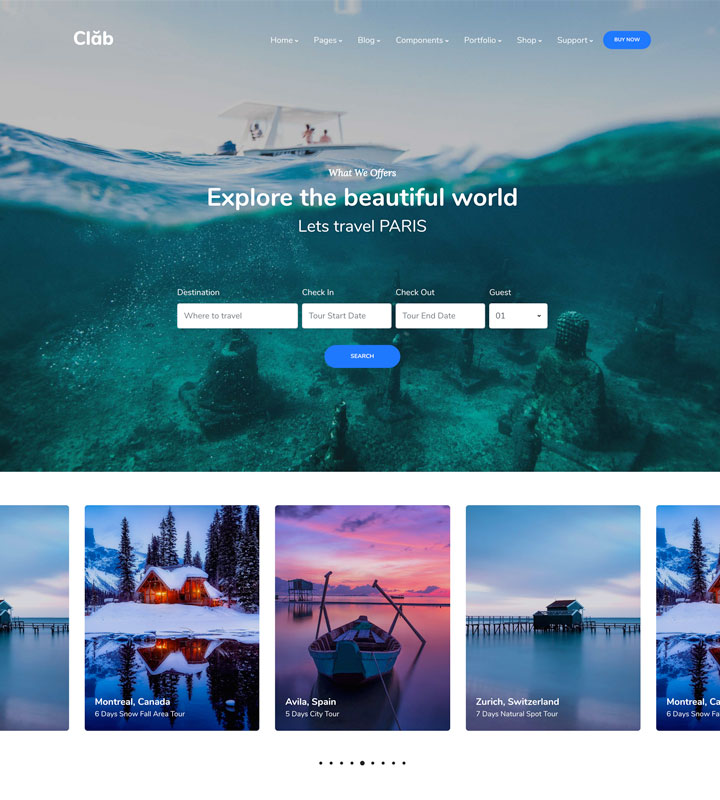 Clăb
Home Pages Blog Components Portfolio Shop Support BUY NOW
What We Offers
Explore the beautiful world
Lets travel PARIS
Destination Check In Check Out Guest
Where to travel Tour Start Date Tour End Date 01
SEARCH
Montreal, Canada
6 Days Snow Fall Area Tour
Avila, Spain
5 Days City Tour
Zurich, Switzerland
7 Days Natural Spot Tour
Montreal, Ca
6 Days Snow Fa